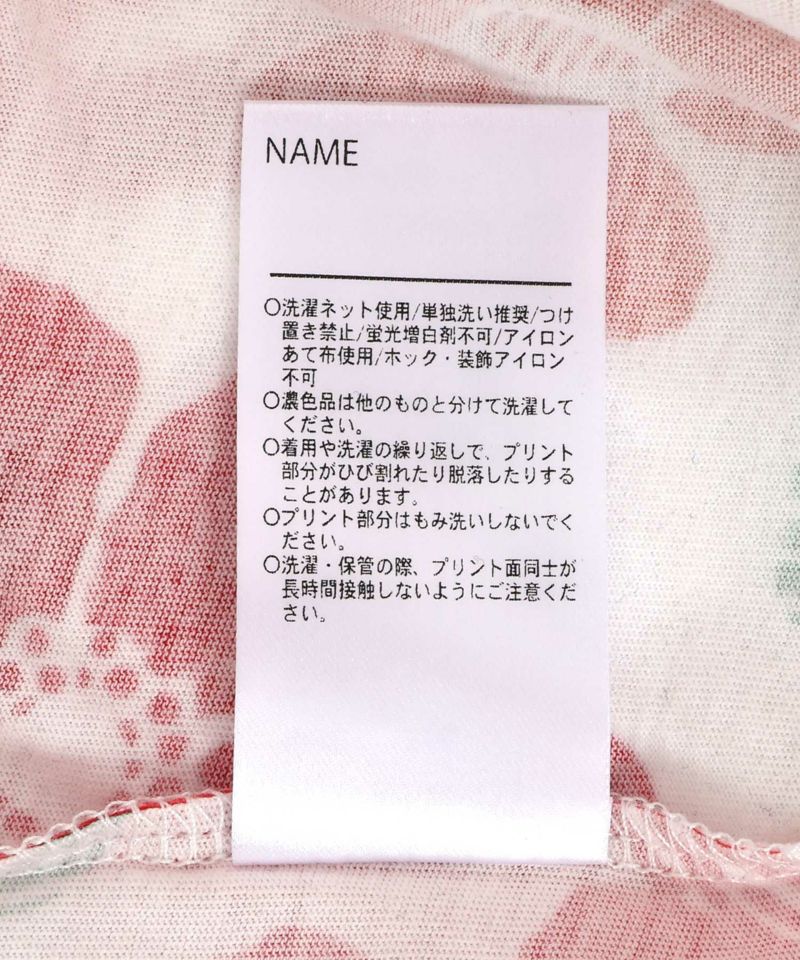 NAME
〇洗濯ネット使用/単独洗い推奨/つけ
置き禁止/蛍光増白剤不可/アイロン
あて布使用/ホック・装飾アイロン
不可
〇濃色品は他のものと分けて洗濯して
ください。
〇着用や洗濯の繰り返しで、プリント
部分がひび割れたり脱落したりする
ことがあります。
〇プリント部分はもみ洗いしないでく
ださい。
〇洗濯・保管の際、プリント面同士が
長時間接触しないようにご注意くだ
さい。